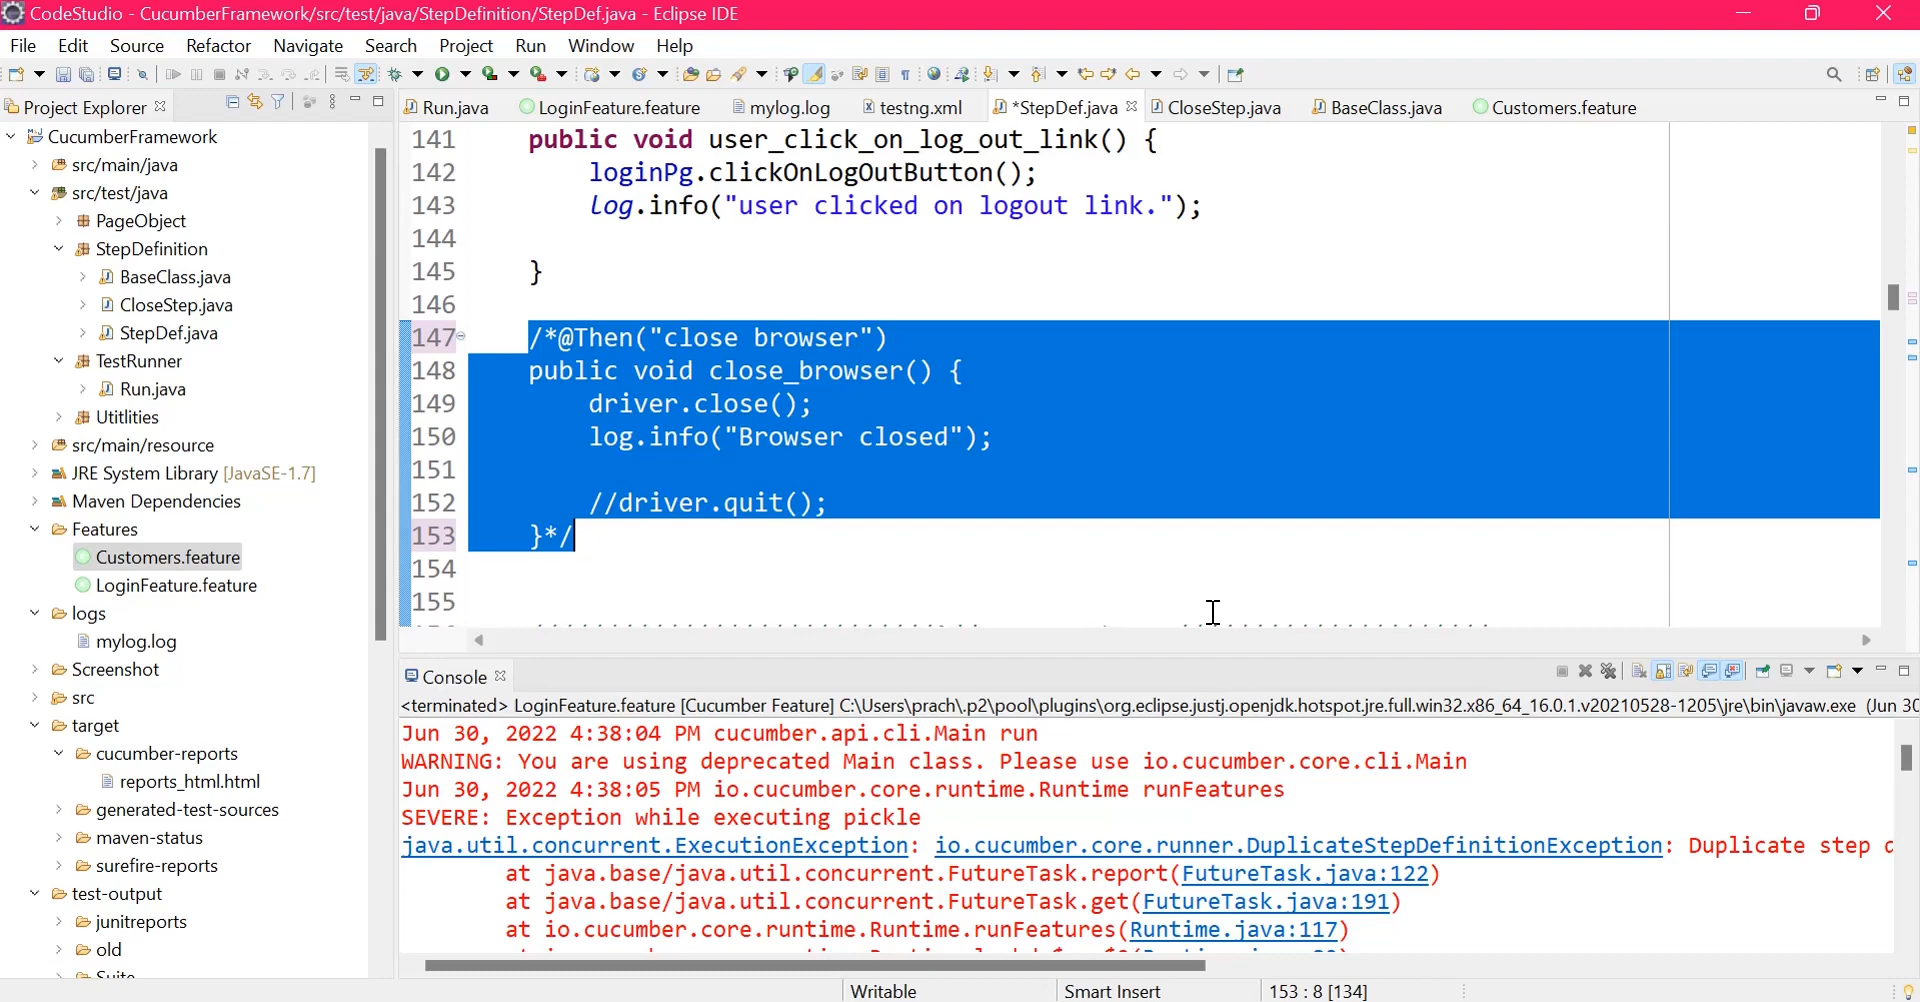 CodeStudio - CucumberFramework/src/test/java/StepDefinition/StepDef.java - Eclipse IDE
File Edit Source Refactor Navigate Search Project Run Window Help
Project Explorer
CucumberFramework
src/main/java
src/test/java
PageObject
StepDefinition
BaseClass.java
CloseStep.java
StepDef.java
TestRunner
Run.java
Utitlities
src/main/resource
JRE System Library [JavaSE-1.7]
Maven Dependencies
Features
Customers.feature
LoginFeature.feature
logs
mylog.log
Screenshot
src
target
cucumber-reports
reports_html.html
generated-test-sources
maven-status
surefire-reports
test-output
junitreports
old
Suite
Run.java LoginFeature.feature mylog.log testng.xml *StepDef.java CloseStep.java BaseClass.java Customers.feature
141 public void user_click_on_log_out_link() {
142 loginPg.clickOnLogOutButton();
143 log.info("user clicked on logout link.");
144
145 }
146
147 /*@Then("close browser")
148 public void close_browser() {
149 driver.close();
150 log.info("Browser closed");
151
152 //driver.quit();
153 }*/
154
155
Console
<terminated> LoginFeature.feature [Cucumber Feature] C:\Users\prach\.p2\pool\plugins\org.eclipse.justj.openjdk.hotspot.jre.full.win32.x86_64_16.0.1.v20210528-1205\jre\bin\javaw.exe (Jun 30
Jun 30, 2022 4:38:04 PM cucumber.api.cli.Main run
WARNING: You are using deprecated Main class. Please use io.cucumber.core.cli.Main
Jun 30, 2022 4:38:05 PM io.cucumber.core.runtime.Runtime runFeatures
SEVERE: Exception while executing pickle
java.util.concurrent.ExecutionException: io.cucumber.core.runner.DuplicateStepDefinitionException: Duplicate step d
at java.base/java.util.concurrent.FutureTask.report(FutureTask.java:122)
at java.base/java.util.concurrent.FutureTask.get(FutureTask.java:191)
at io.cucumber.core.runtime.Runtime.runFeatures(Runtime.java:117)
Writable Smart Insert 153 : 8 [134]